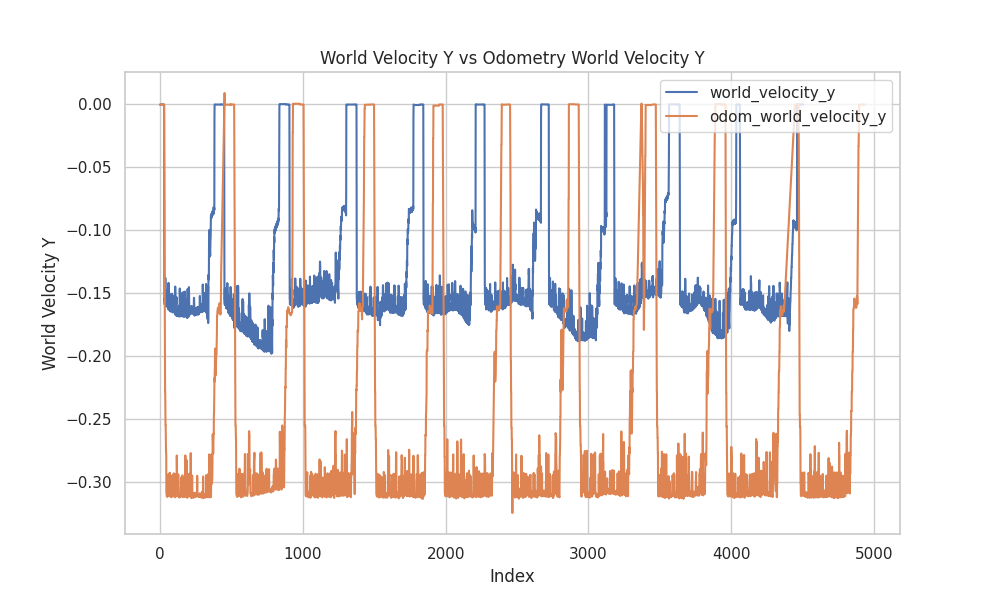 World Velocity Y vs Odometry World Velocity Y
world_velocity_y
odom_world_velocity_y
0.00
−0.05
−0.10
−0.15
−0.20
−0.25
−0.30
World Velocity Y
0 1000 2000 3000 4000 5000
Index